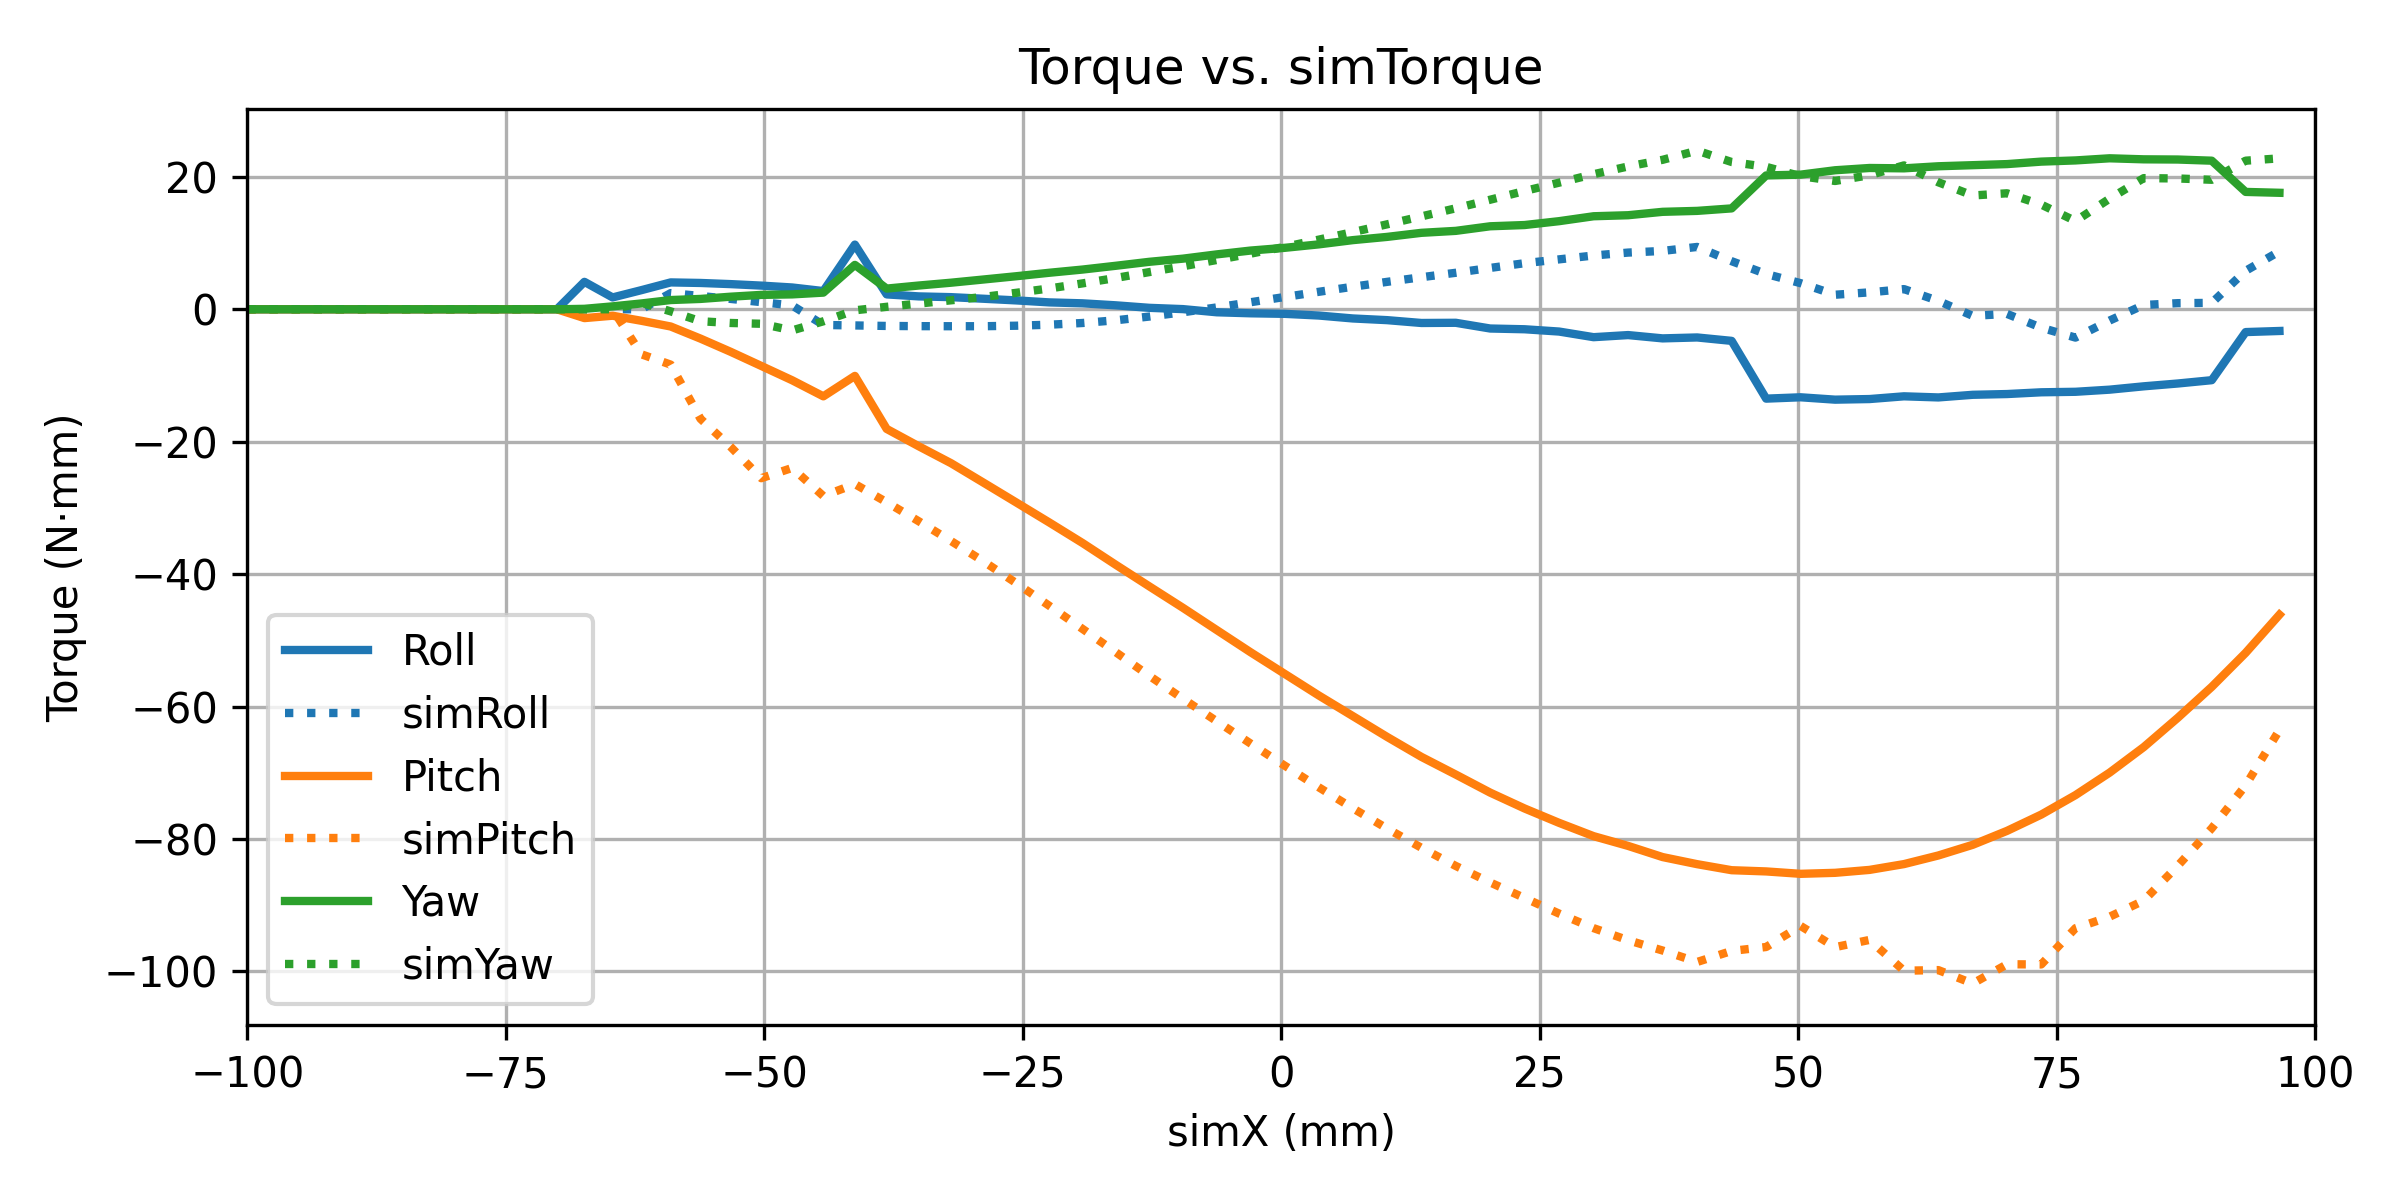 Torque vs. simTorque
20
0
−20
−40
−60
−80
−100
Torque (N·mm)
Roll
simRoll
Pitch
simPitch
Yaw
simYaw
−100 −75 −50 −25 0 25 50 75 100
simX (mm)